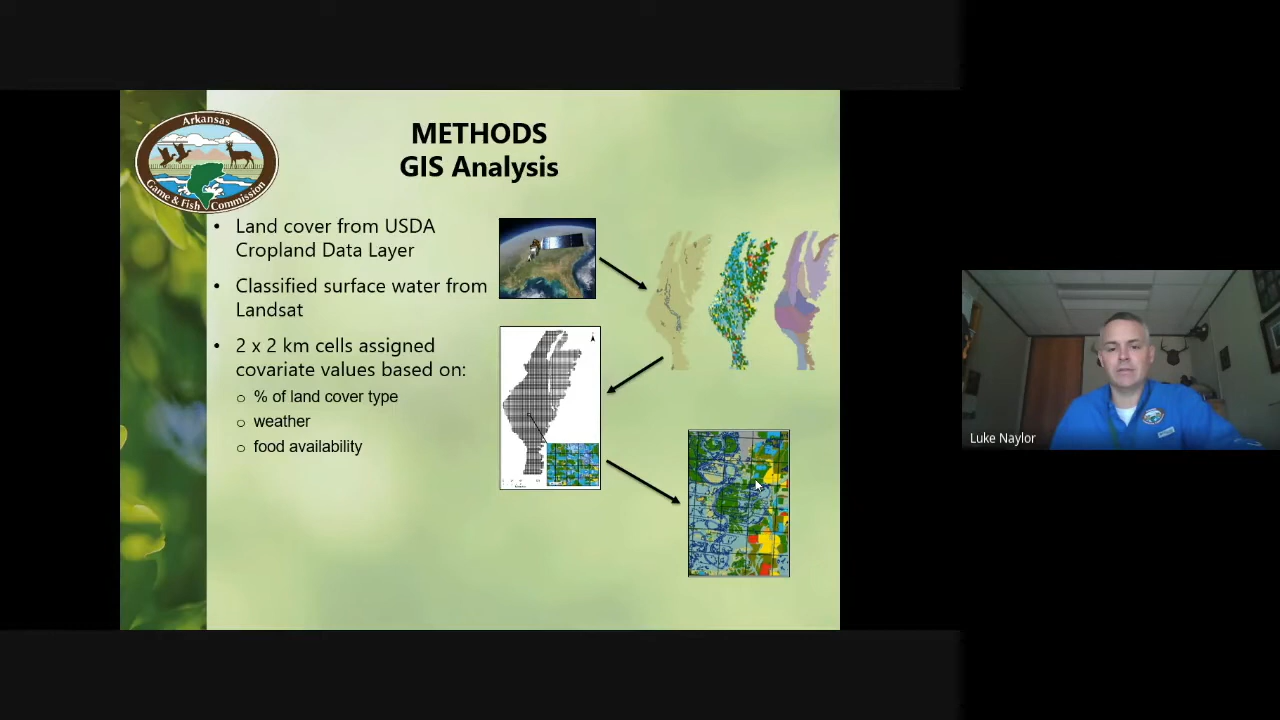 Arkansas
Game & Fish Commission
METHODS
GIS Analysis
• Land cover from USDA
Cropland Data Layer
• Classified surface water from
Landsat
• 2 x 2 km cells assigned
covariate values based on:
o % of land cover type
o weather
o food availability
Luke Naylor